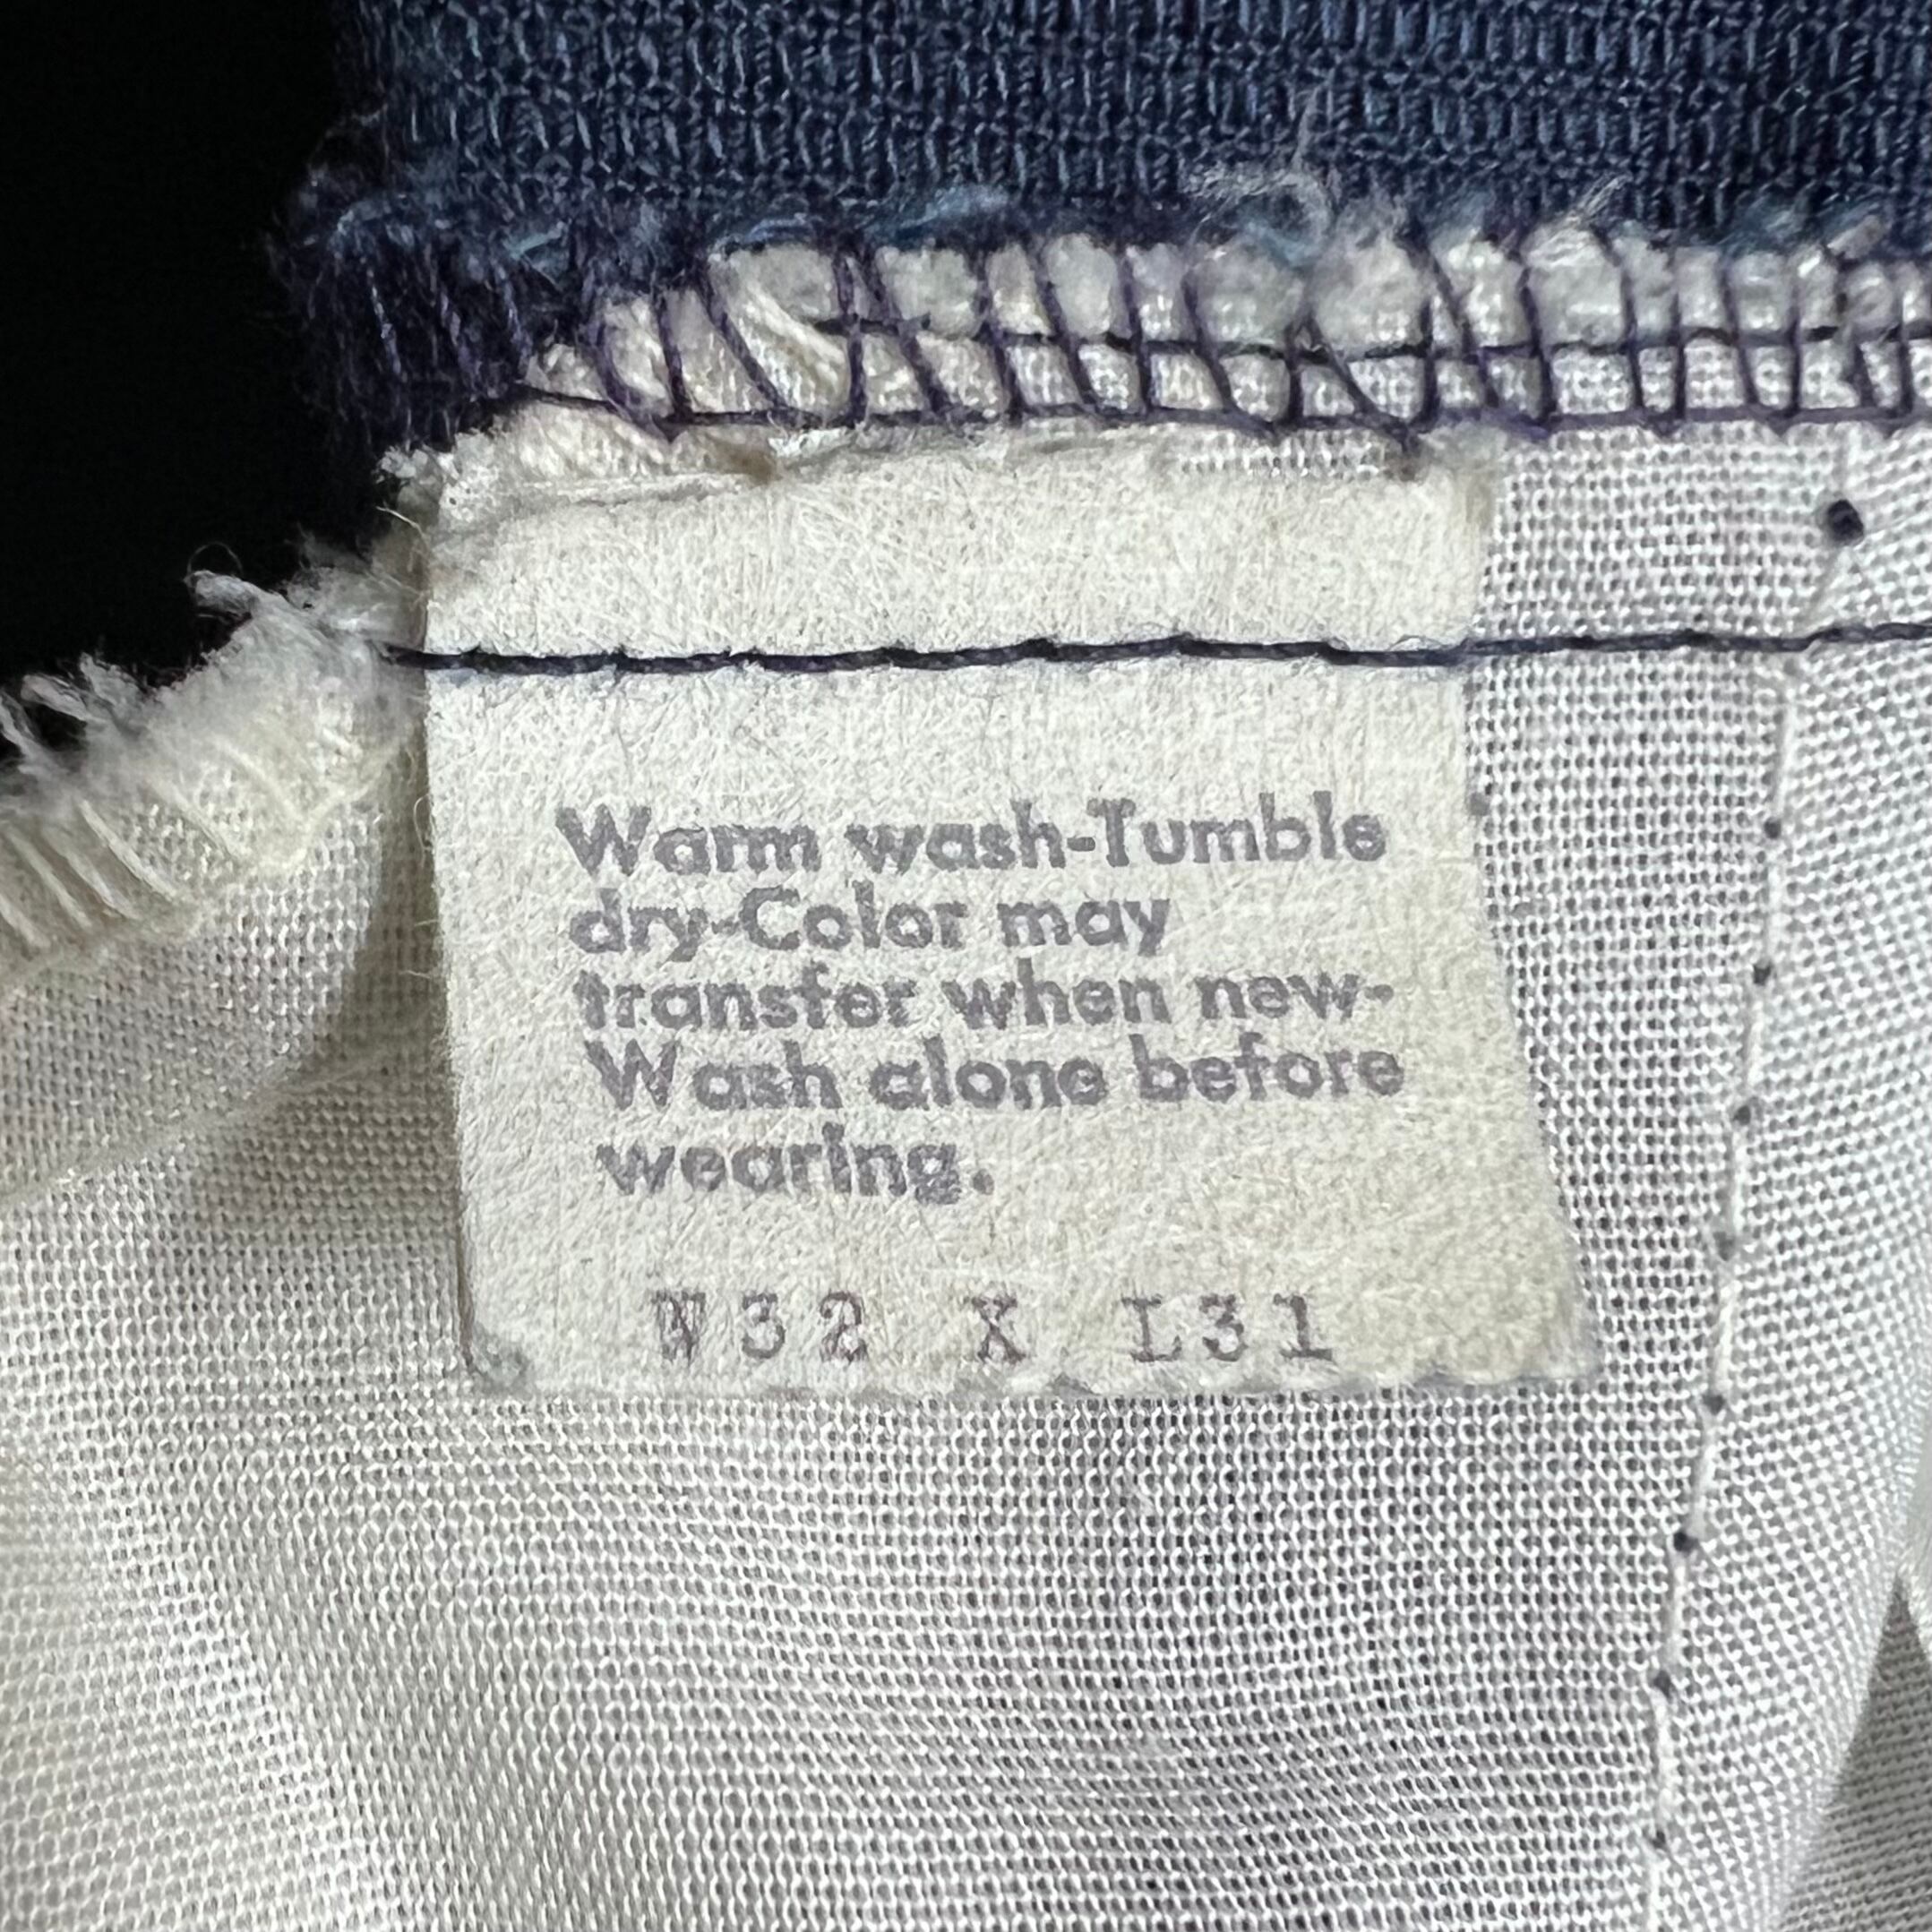 Warm wash-Tumble
dry-Color may
transfer when new-
Wash alone before
wearing.
W32 X L31